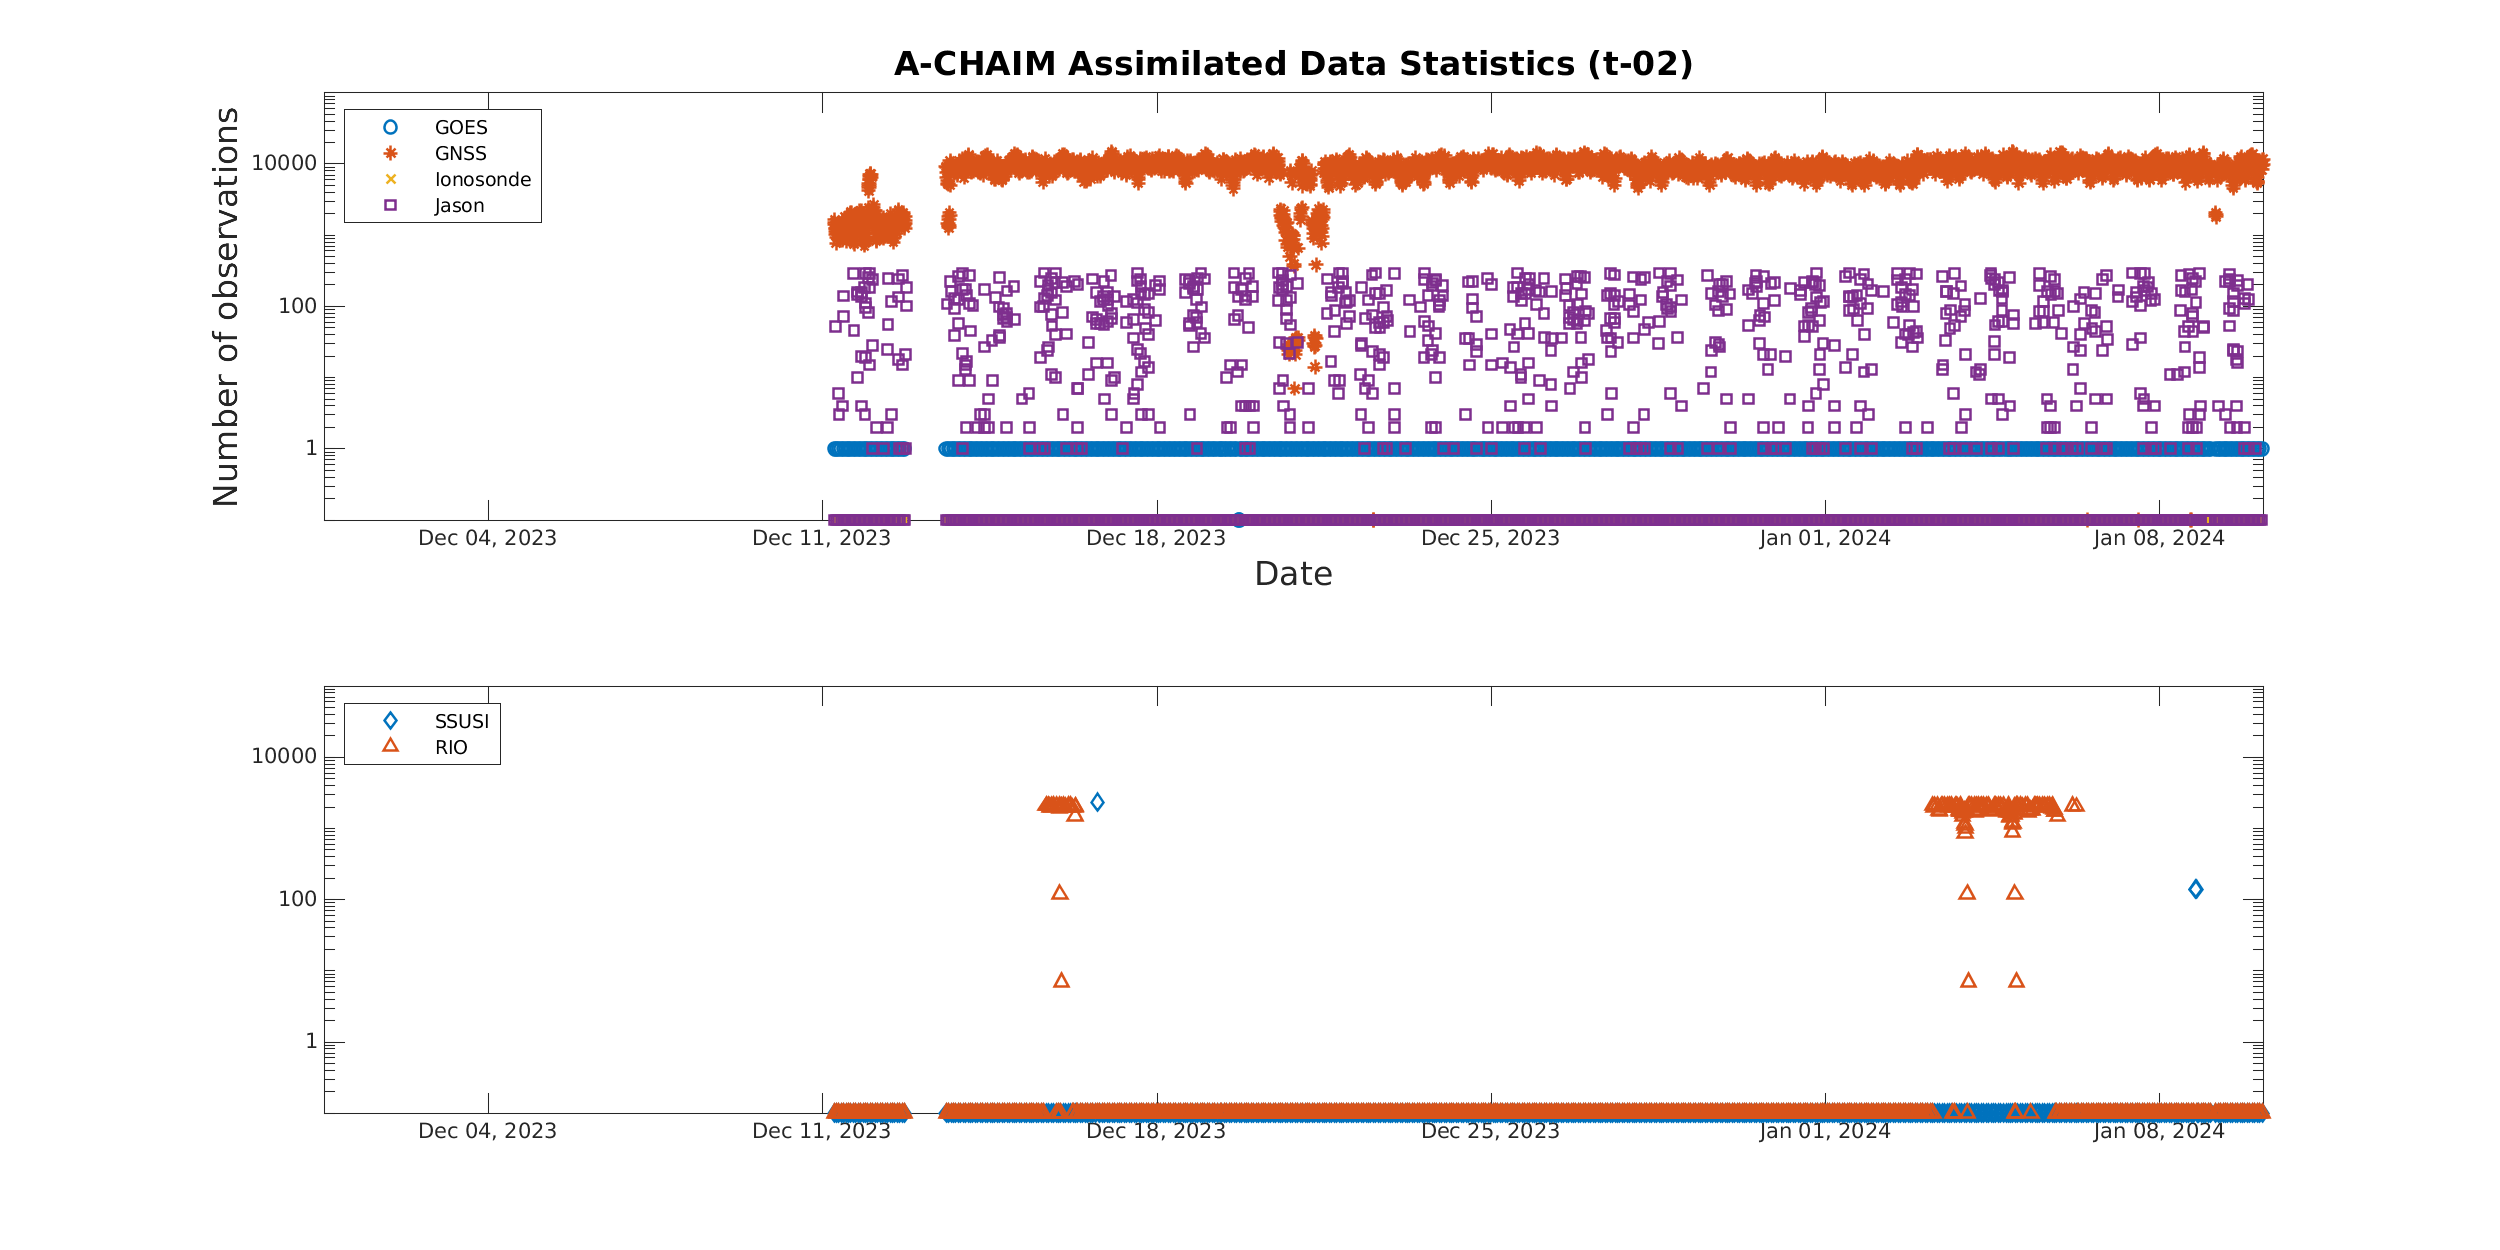 A-CHAIM Assimilated Data Statistics (t-02)
Number of observations
10000
100
1
GOES
GNSS
Ionosonde
Jason
Dec 04, 2023
Dec 11, 2023
Dec 18, 2023
Dec 25, 2023
Jan 01, 2024
Jan 08, 2024
Date
10000
100
1
SSUSI
RIO
Dec 04, 2023
Dec 11, 2023
Dec 18, 2023
Dec 25, 2023
Jan 01, 2024
Jan 08, 2024